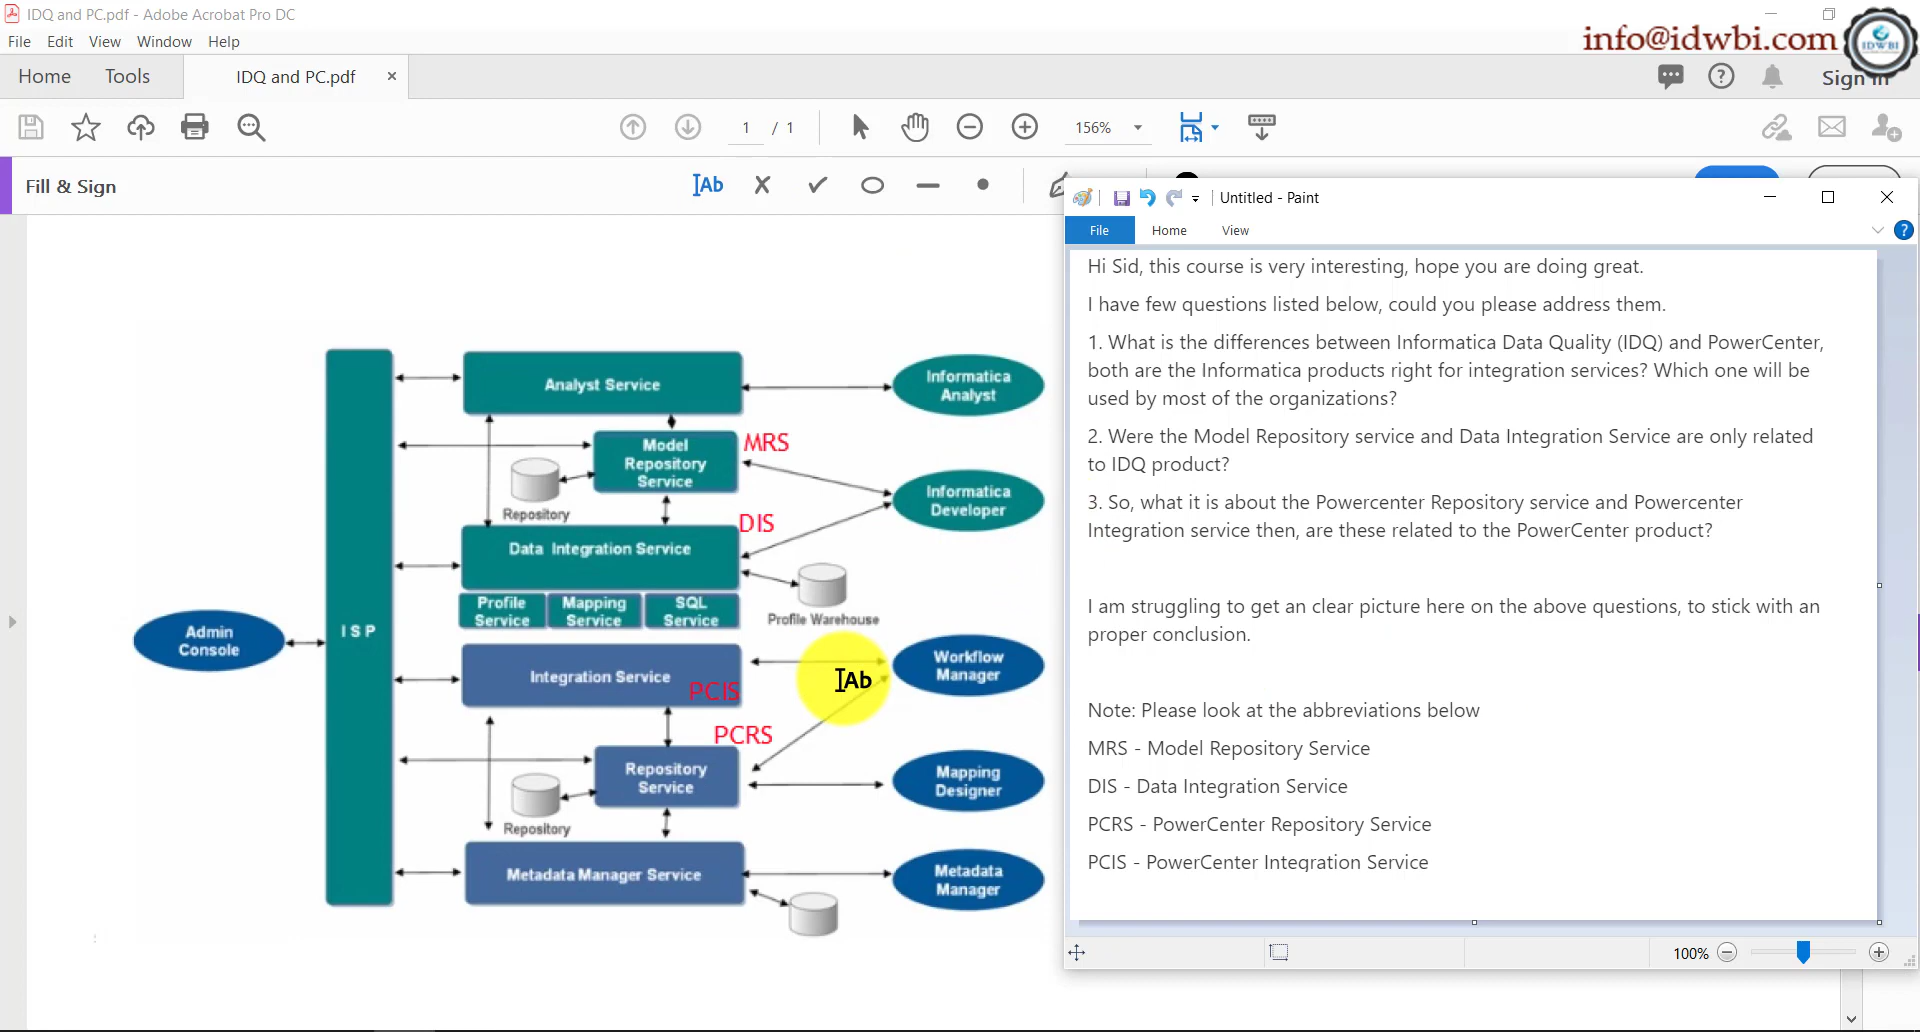 IDQ and PC.pdf - Adobe Acrobat Pro DC
File Edit View Window Help
info@idwbi.com
IDWBI
Home Tools IDQ and PC.pdf ×
Sign In
1 / 1
156%
Fill & Sign
IAb
Untitled - Paint
File Home View
Hi Sid, this course is very interesting, hope you are doing great.
I have few questions listed below, could you please address them.
1. What is the differences between Informatica Data Quality (IDQ) and PowerCenter,
both are the Informatica products right for integration services? Which one will be
used by most of the organizations?
2. Were the Model Repository service and Data Integration Service are only related
to IDQ product?
3. So, what it is about the Powercenter Repository service and Powercenter
Integration service then, are these related to the PowerCenter product?
I am struggling to get an clear picture here on the above questions, to stick with an
proper conclusion.
Note: Please look at the abbreviations below
MRS - Model Repository Service
DIS - Data Integration Service
PCRS - PowerCenter Repository Service
PCIS - PowerCenter Integration Service
100%
Admin
Console
ISP
Analyst Service
Informatica
Analyst
Model
Repository
Service
MRS
Repository
Informatica
Developer
DIS
Data Integration Service
Profile
Service
Mapping
Service
SQL
Service
Profile Warehouse
Integration Service
PCIS
IAb
Workflow
Manager
PCRS
Repository
Service
Repository
Mapping
Designer
Metadata Manager Service
Metadata
Manager